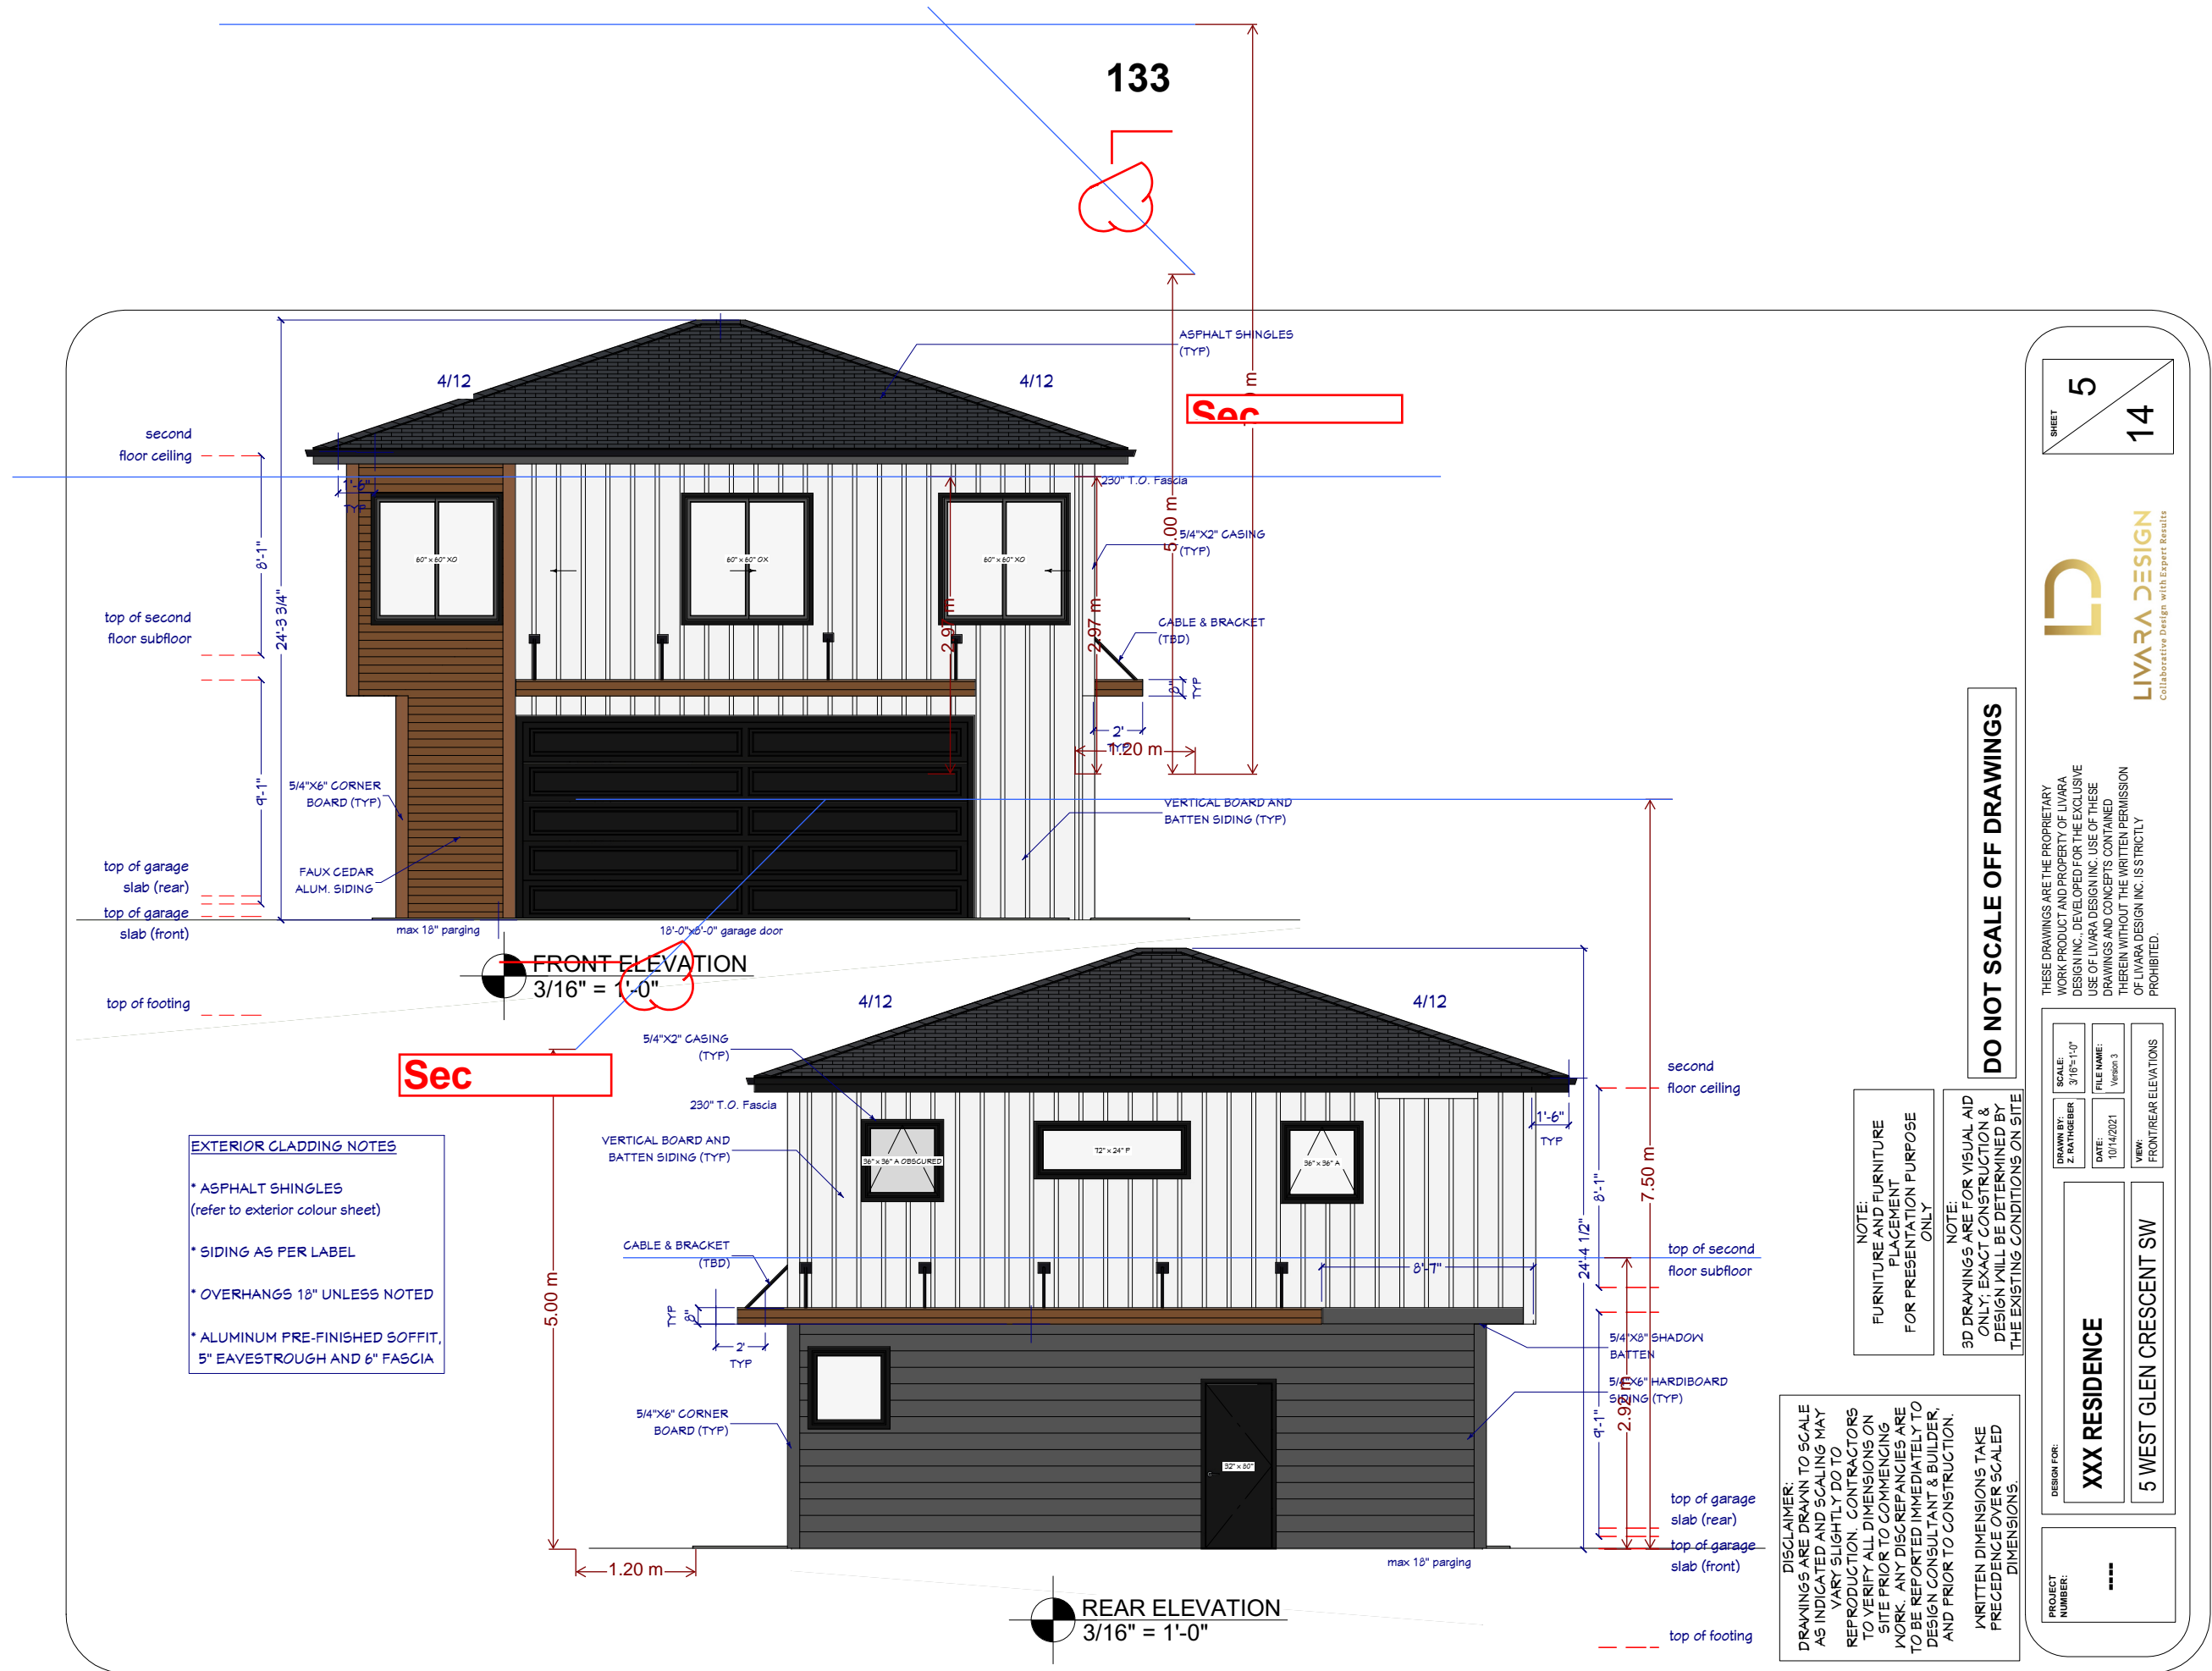 133
Sec
ASPHALT SHINGLES
(TYP)
4/12
4/12
second
floor ceiling
1'-6"
TYP
230" T.O. Fascia
5.00 m
5/4"X2" CASING
(TYP)
60" x 60" XO
60" x 60" OX
60" x 60" XO
8'-1"
24'-3 3/4"
top of second
floor subfloor
2.97 m
2.97 m
CABLE & BRACKET
(TBD)
8"
TYP
2'
TYP
1.20 m
5/4"X6" CORNER
BOARD (TYP)
9'-1"
VERTICAL BOARD AND
BATTEN SIDING (TYP)
top of garage
slab (rear)
FAUX CEDAR
ALUM. SIDING
top of garage
slab (front)
max 18" parging
garage door
FRONT ELEVATION
3/16" = 1'-0"
top of footing
Sec
4/12
4/12
5/4"X2" CASING
(TYP)
230" T.O. Fascia
second
floor ceiling
1'-6"
TYP
VERTICAL BOARD AND
BATTEN SIDING (TYP)
36" x 36" A OBSCURED
72" x 24" F
36" x 36" A
8'-1"
7.50 m
24'-4 1/2"
CABLE & BRACKET
(TBD)
top of second
floor subfloor
8'-7"
5.00 m
TYP
8"
2'
TYP
5/4"X8" SHADOW
BATTEN
5/4"X6" HARDIBOARD
SIDING (TYP)
2.92 m
9'-1"
5/4"X6" CORNER
BOARD (TYP)
32" x 80"
top of garage
slab (rear)
top of garage
slab (front)
max 18" parging
1.20 m
REAR ELEVATION
3/16" = 1'-0"
top of footing
EXTERIOR CLADDING NOTES
* ASPHALT SHINGLES
(refer to exterior colour sheet)
* SIDING AS PER LABEL
* OVERHANGS 18" UNLESS NOTED
* ALUMINUM PRE-FINISHED SOFFIT,
5" EAVESTROUGH AND 6" FASCIA
DISCLAIMER:
DRAWINGS ARE DRAWN TO SCALE
AS INDICATED AND SCALING MAY
VARY SLIGHTLY DO TO
REPRODUCTION. CONTRACTORS
TO VERIFY ALL DIMENSIONS ON
SITE PRIOR TO COMMENCING
WORK. ANY DISCREPANCIES ARE
TO BE REPORTED IMMEDIATELY TO
DESIGN CONSULTANT & BUILDER,
AND PRIOR TO CONSTRUCTION.
WRITTEN DIMENSIONS TAKE
PRECEDENCE OVER SCALED
DIMENSIONS.
NOTE:
FURNITURE AND FURNITURE
PLACEMENT
FOR PRESENTATION PURPOSE
ONLY
NOTE:
3D DRAWINGS ARE FOR VISUAL AID
ONLY; EXACT CONSTRUCTION &
DESIGN WILL BE DETERMINED BY
THE EXISTING CONDITIONS ON SITE
DO NOT SCALE OFF DRAWINGS
SHEET
5
14
LD
LIVARA DESIGN
Collaborative Design with Expert Results
THESE DRAWINGS ARE THE PROPRIETARY
WORK PRODUCT AND PROPERTY OF LIVARA
DESIGN INC., DEVELOPED FOR THE EXCLUSIVE
USE OF LIVARA DESIGN INC. USE OF THESE
DRAWINGS AND CONCEPTS CONTAINED
THEREIN WITHOUT THE WRITTEN PERMISSION
OF LIVARA DESIGN INC. IS STRICTLY
PROHIBITED.
DRAWN BY:
Z. RATHGEBER
SCALE:
3/16"=1'-0"
DATE:
10/14/2021
FILE NAME:
Version 3
VIEW:
FRONT/REAR ELEVATIONS
DESIGN FOR:
XXX RESIDENCE
5 WEST GLEN CRESCENT SW
PROJECT
NUMBER:
----